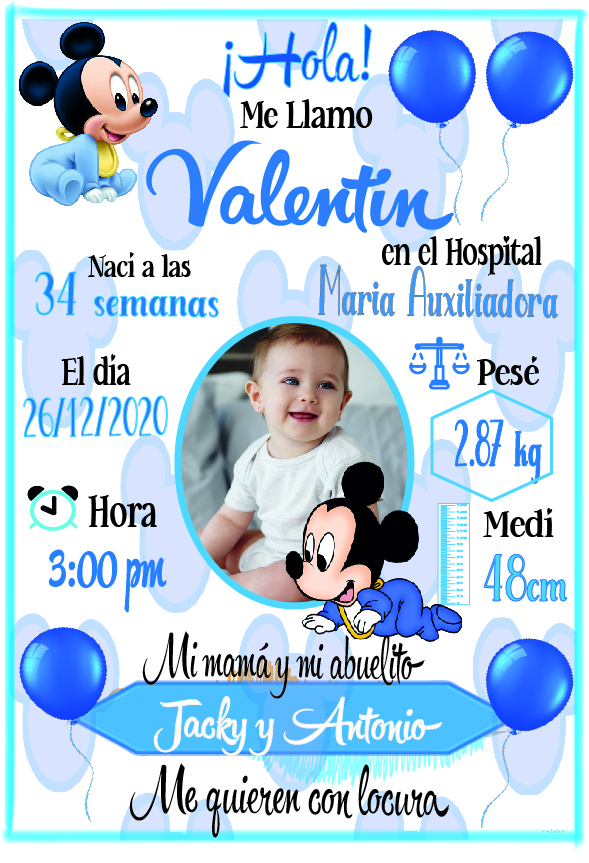 ¡Hola!
Me Llamo
Valentin
Naci a las
34 semanas
en el Hospital
Maria Auxiliadora
El día
26/12/2020
Pesé
2.87 kg
Hora
3:00 pm
Medí
48cm
Mi mamá y mi abuelito
Jacky y Antonio
Me quieren con locura